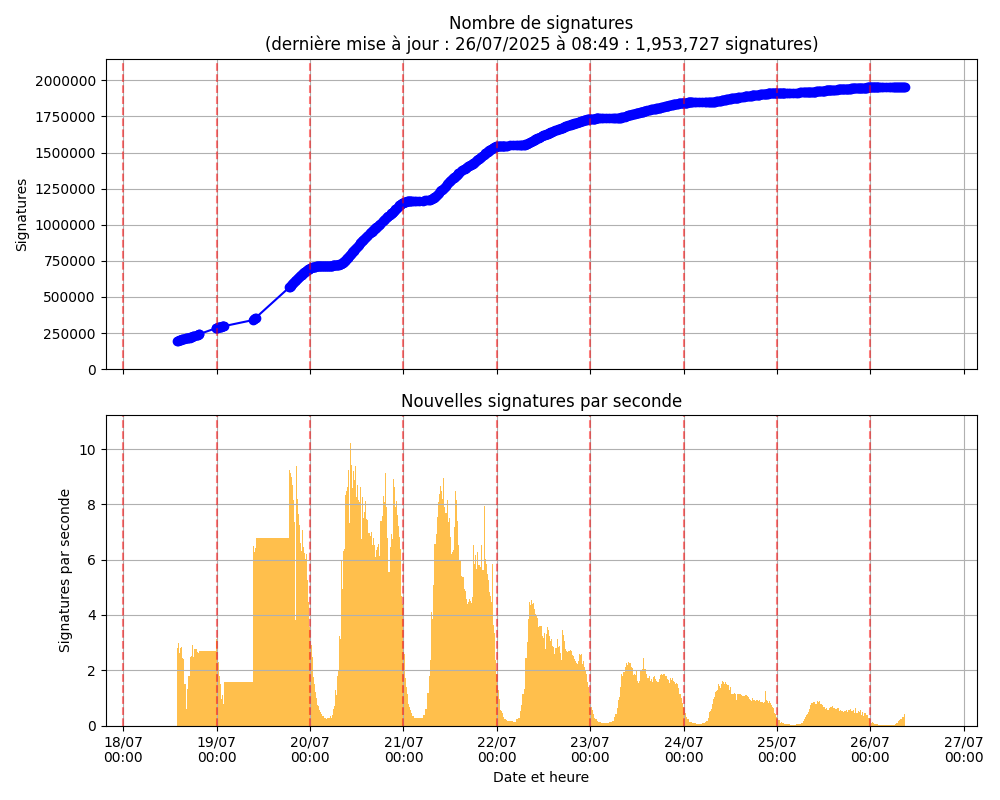 Nombre de signatures
(dernière mise à jour : 26/07/2025 à 08:49 : 1,953,727 signatures)
2000000
1750000
1500000
1250000
1000000
750000
500000
250000
0
Signatures
Nouvelles signatures par seconde
10
8
6
4
2
0
Signatures par seconde
18/07 19/07 20/07 21/07 22/07 23/07 24/07 25/07 26/07 27/07
00:00 00:00 00:00 00:00 00:00 00:00 00:00 00:00 00:00 00:00
Date et heure